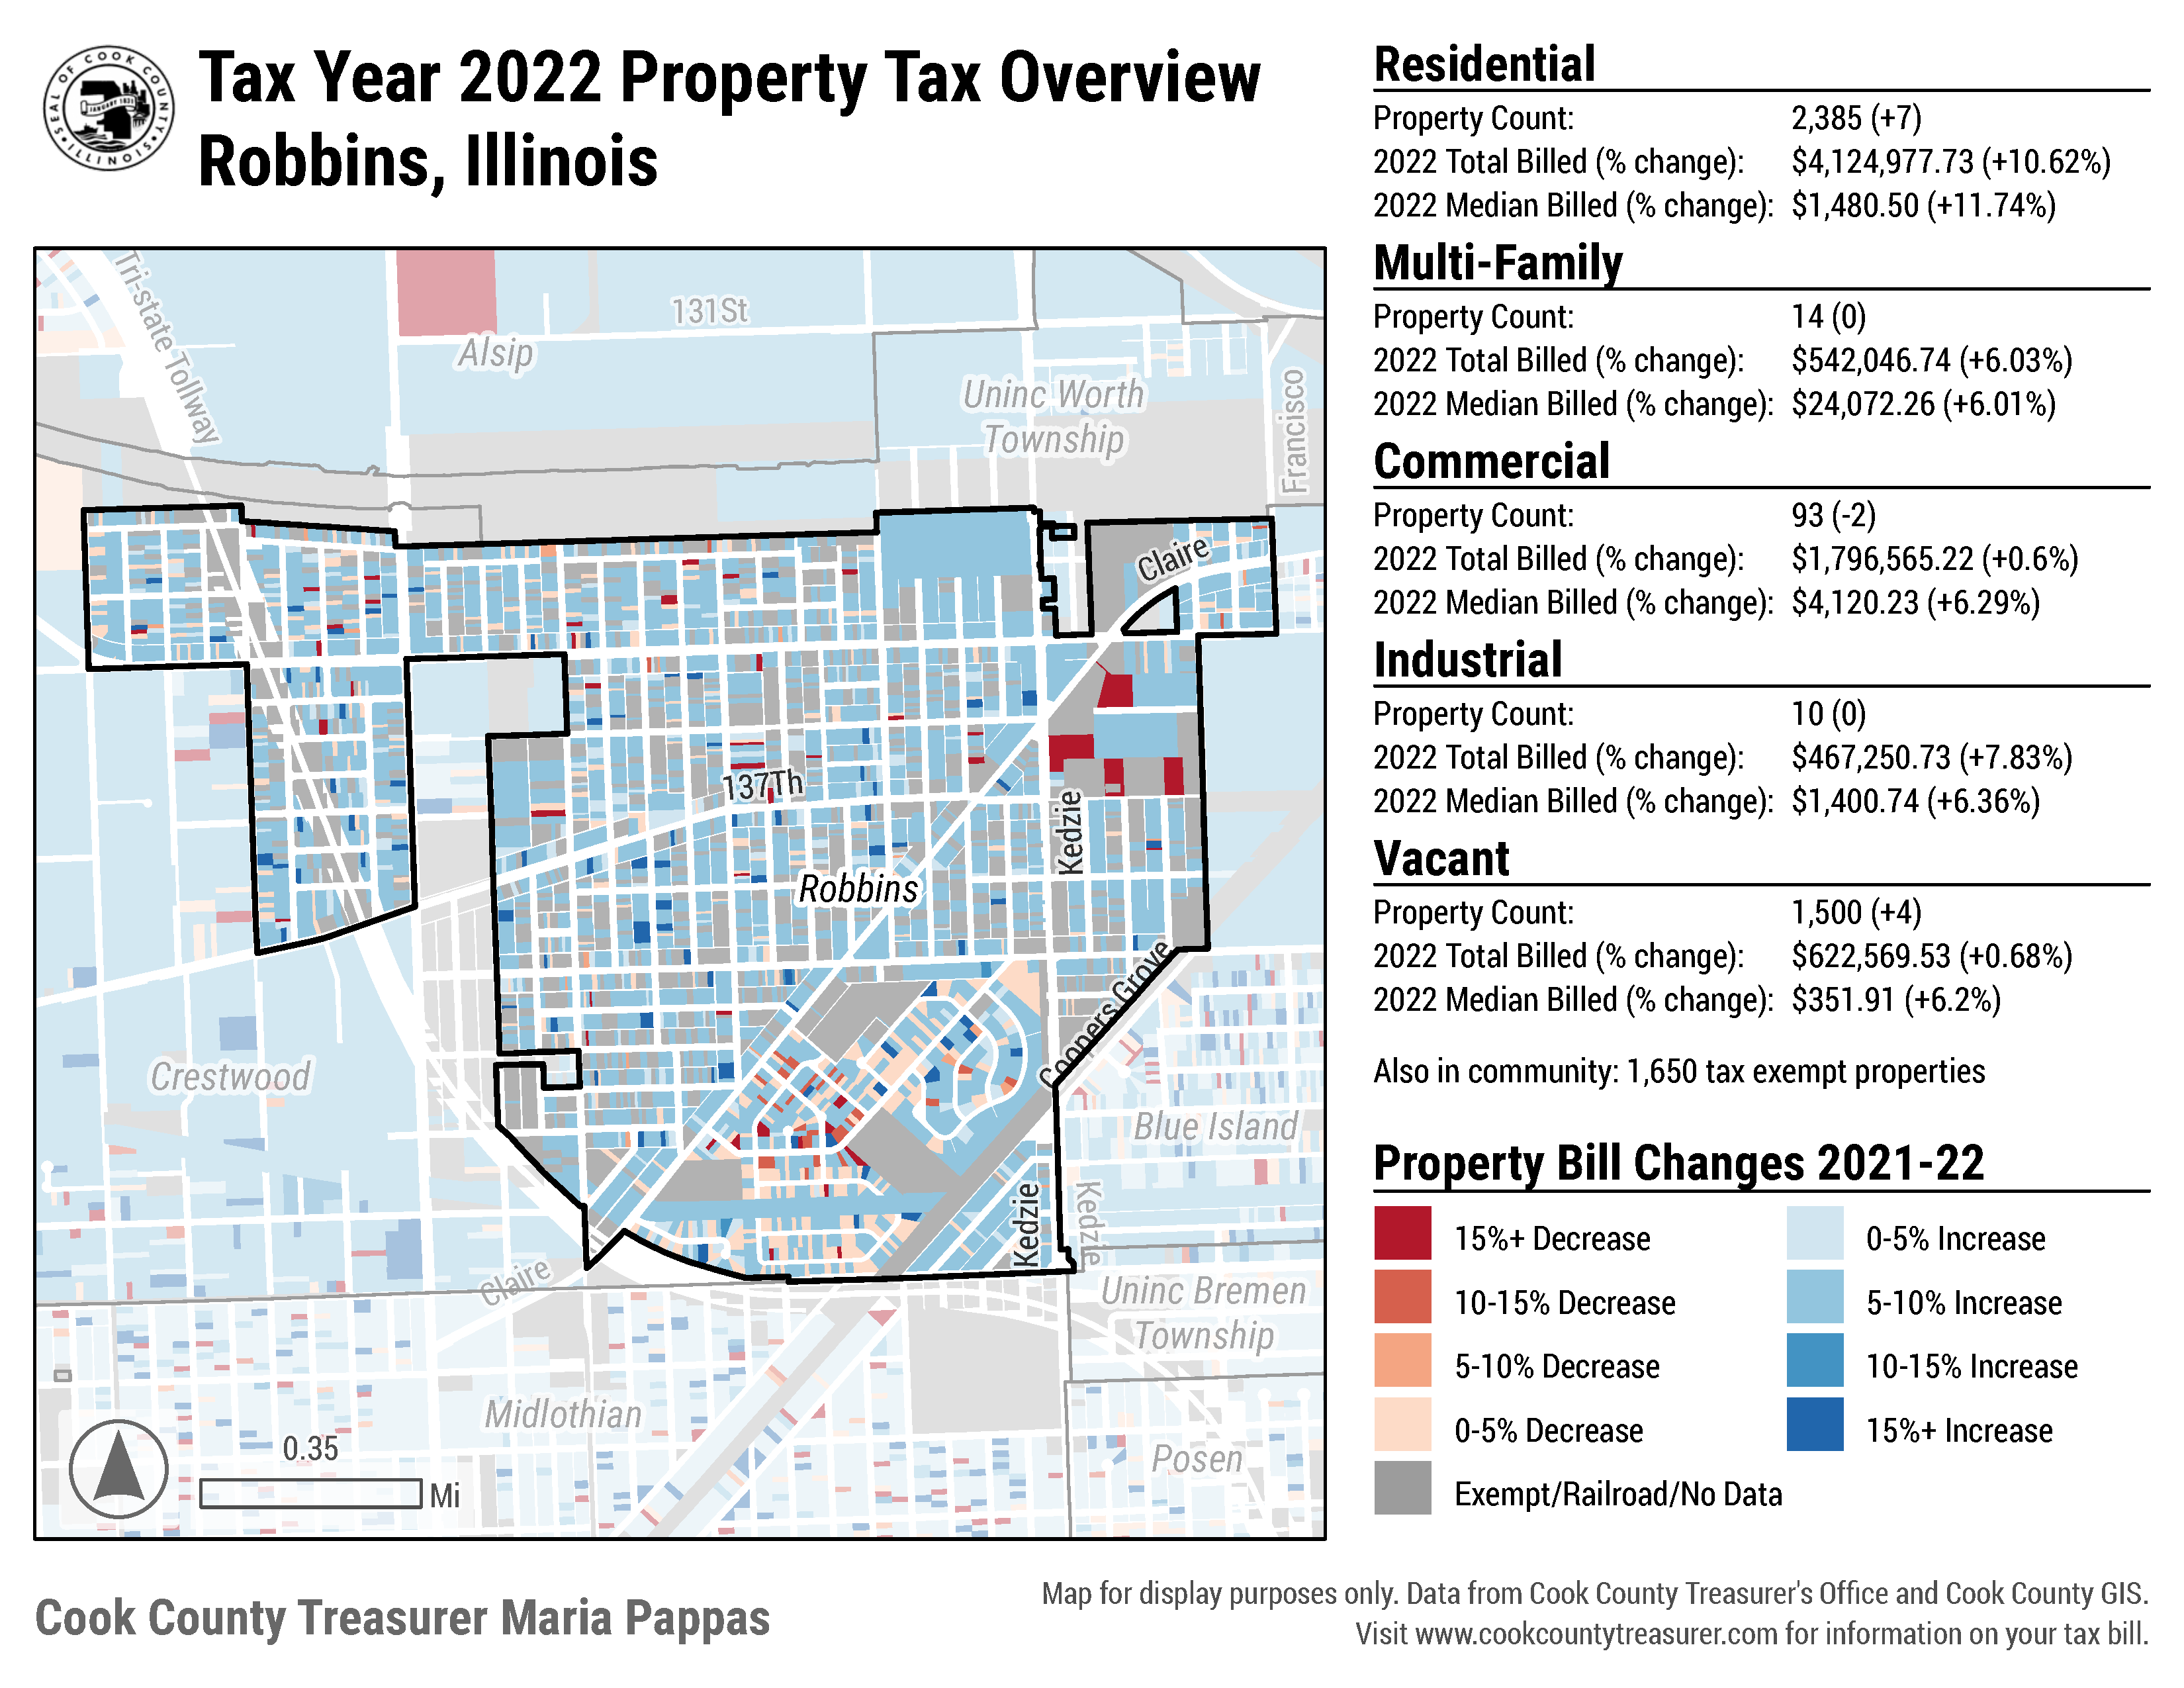 SEAL OF COOK COUNTY
ILLINOIS
JANUARY 1831
Tax Year 2022 Property Tax Overview
Robbins, Illinois
Tri-state Tollway
131St
Alsip
Uninc Worth
Township
Francisco
Claire
137Th
Kedzie
Robbins
Coopers Grove
Crestwood
Blue Island
Kedzie
Kedzie
Claire
Uninc Bremen
Township
Midlothian
Posen
0.35
Mi
Residential
Property Count: 2,385 (+7)
2022 Total Billed (% change): $4,124,977.73 (+10.62%)
2022 Median Billed (% change): $1,480.50 (+11.74%)
Multi-Family
Property Count: 14 (0)
2022 Total Billed (% change): $542,046.74 (+6.03%)
2022 Median Billed (% change): $24,072.26 (+6.01%)
Commercial
Property Count: 93 (-2)
2022 Total Billed (% change): $1,796,565.22 (+0.6%)
2022 Median Billed (% change): $4,120.23 (+6.29%)
Industrial
Property Count: 10 (0)
2022 Total Billed (% change): $467,250.73 (+7.83%)
2022 Median Billed (% change): $1,400.74 (+6.36%)
Vacant
Property Count: 1,500 (+4)
2022 Total Billed (% change): $622,569.53 (+0.68%)
2022 Median Billed (% change): $351.91 (+6.2%)
Also in community: 1,650 tax exempt properties
Property Bill Changes 2021-22
15%+ Decrease 0-5% Increase
10-15% Decrease 5-10% Increase
5-10% Decrease 10-15% Increase
0-5% Decrease 15%+ Increase
Exempt/Railroad/No Data
Cook County Treasurer Maria Pappas
Map for display purposes only. Data from Cook County Treasurer's Office and Cook County GIS.
Visit www.cookcountytreasurer.com for information on your tax bill.